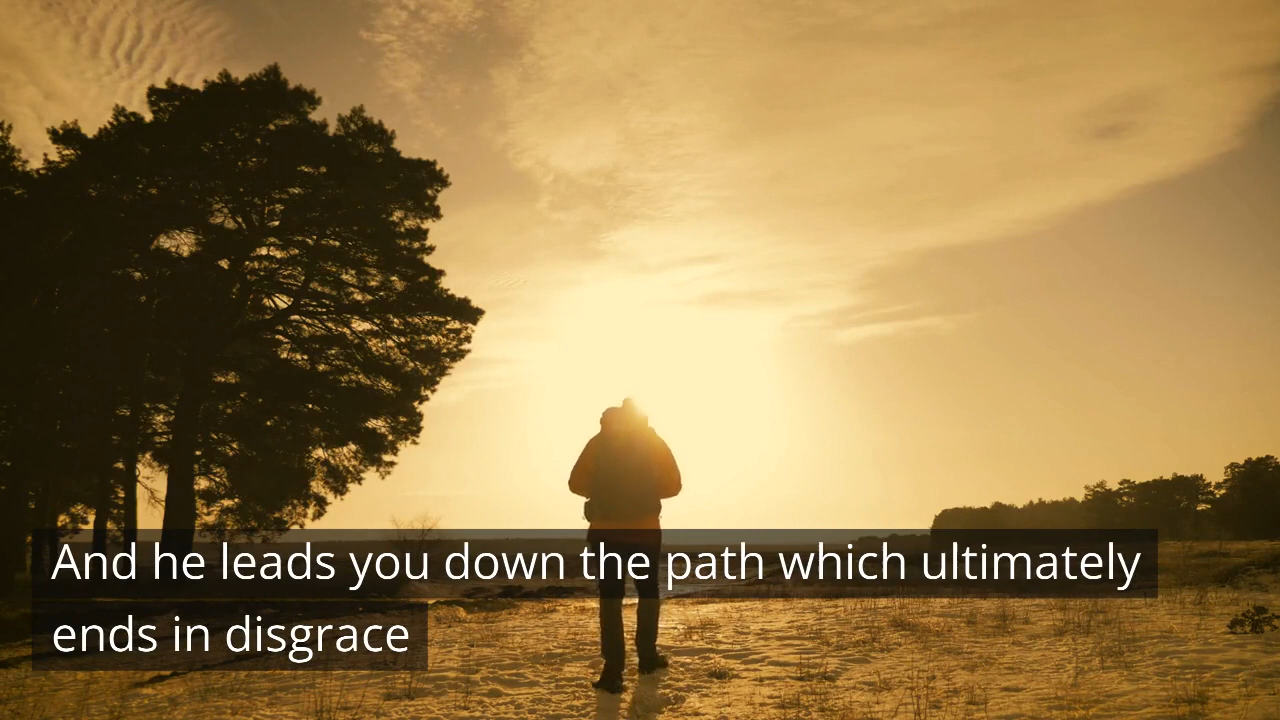 And he leads you down the path which ultimately
ends in disgrace